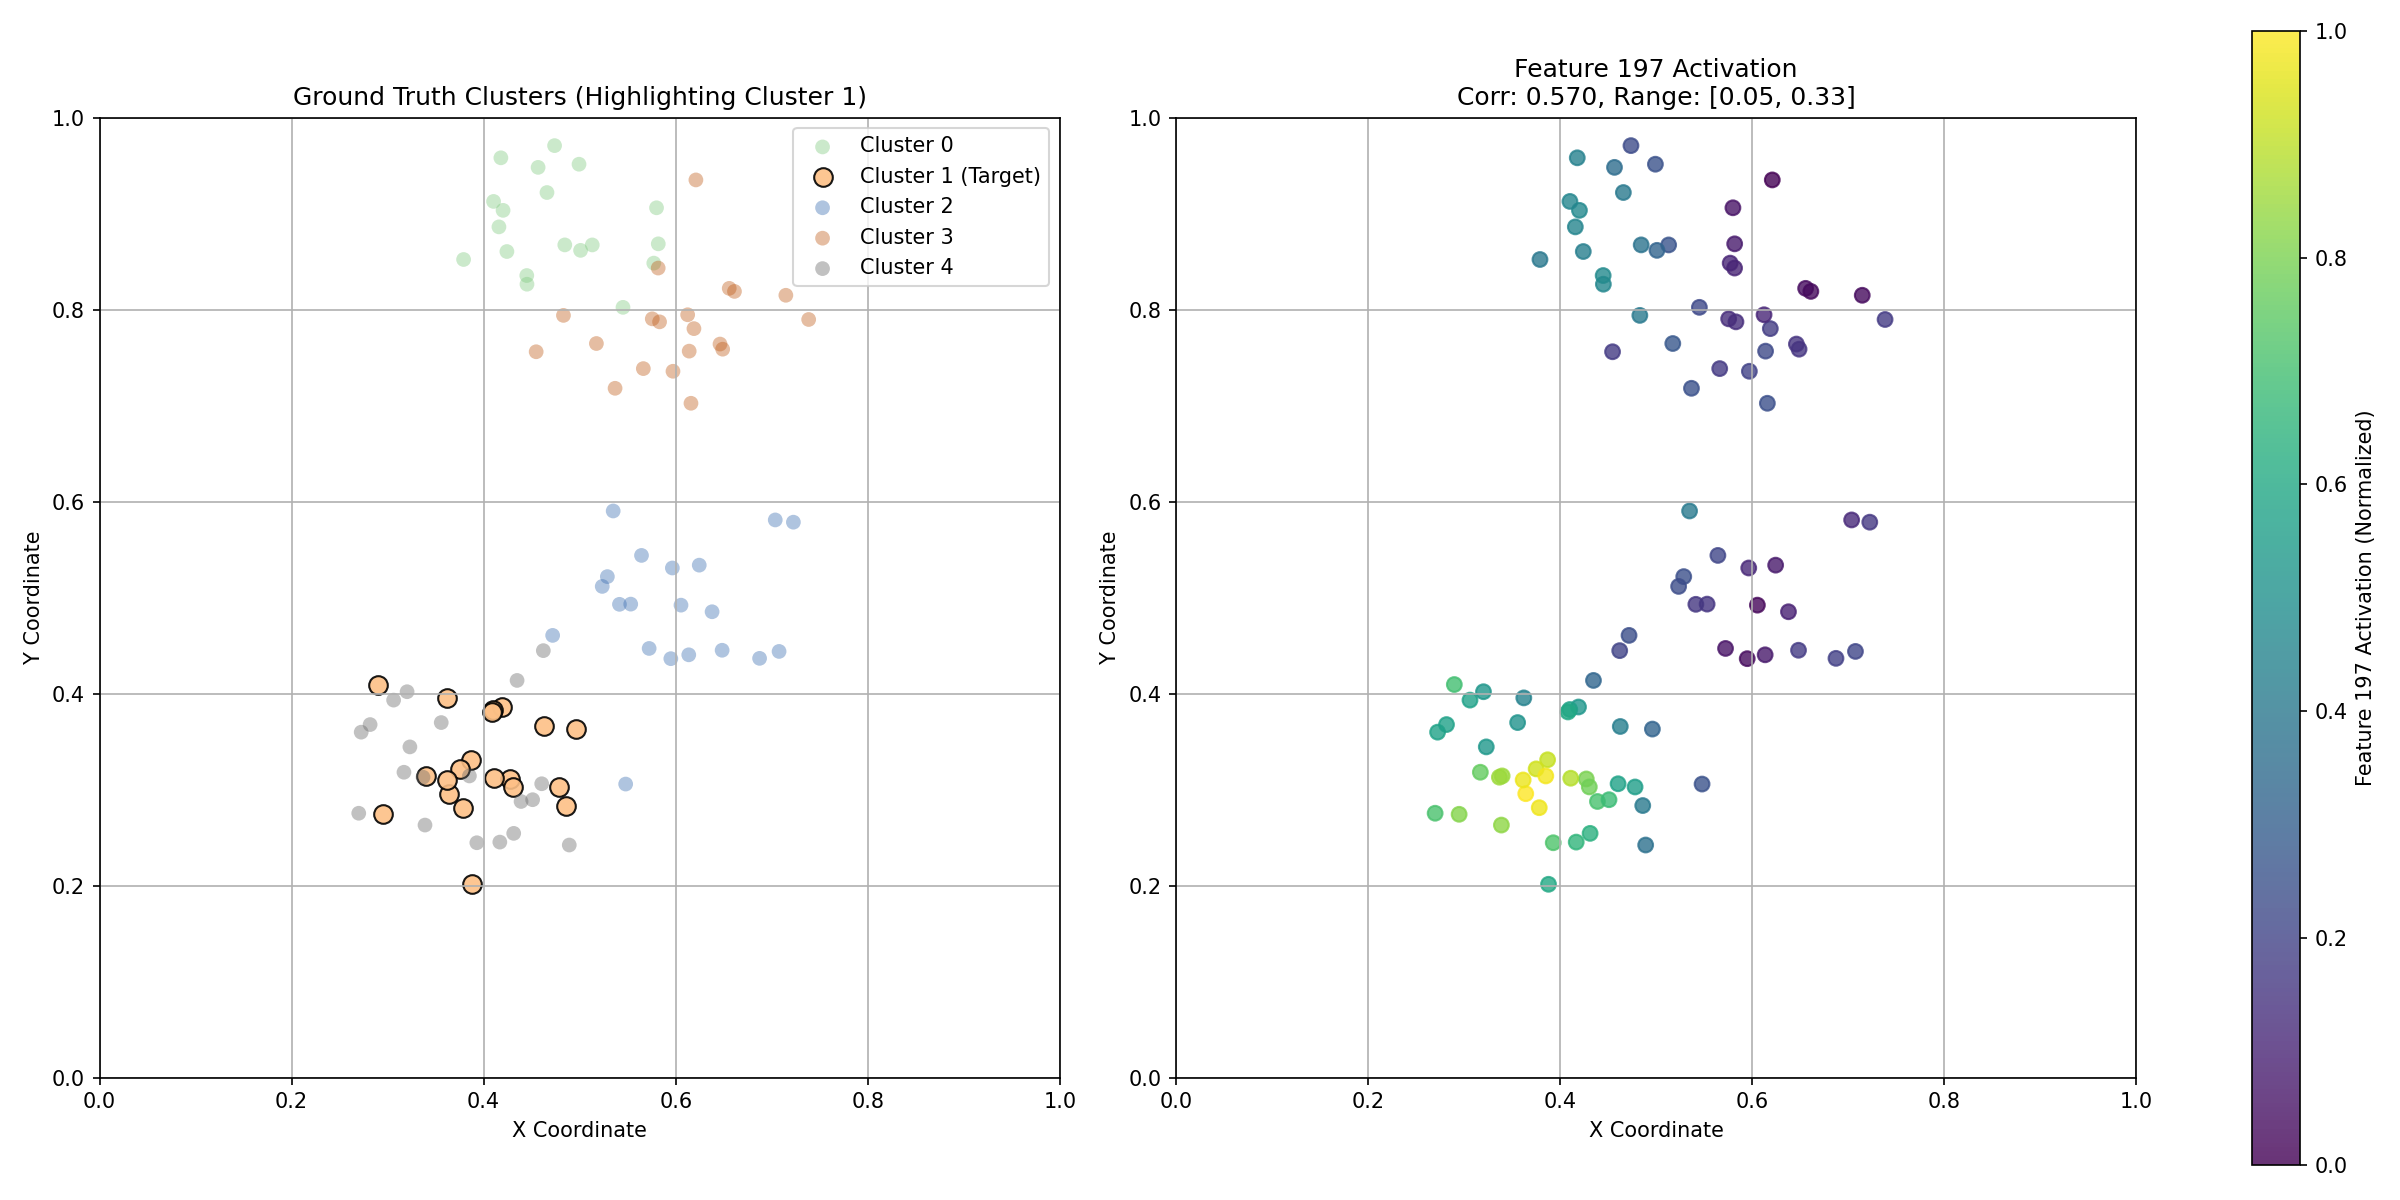 Ground Truth Clusters (Highlighting Cluster 1)
1.0
0.8
0.6
0.4
0.2
0.0
Y Coordinate
0.0 0.2 0.4 0.6 0.8 1.0
X Coordinate
Cluster 0
Cluster 1 (Target)
Cluster 2
Cluster 3
Cluster 4
Feature 197 Activation
Corr: 0.570, Range: [0.05, 0.33]
1.0
0.8
0.6
0.4
0.2
0.0
Y Coordinate
0.0 0.2 0.4 0.6 0.8 1.0
X Coordinate
1.0
0.8
0.6
0.4
0.2
0.0
Feature 197 Activation (Normalized)